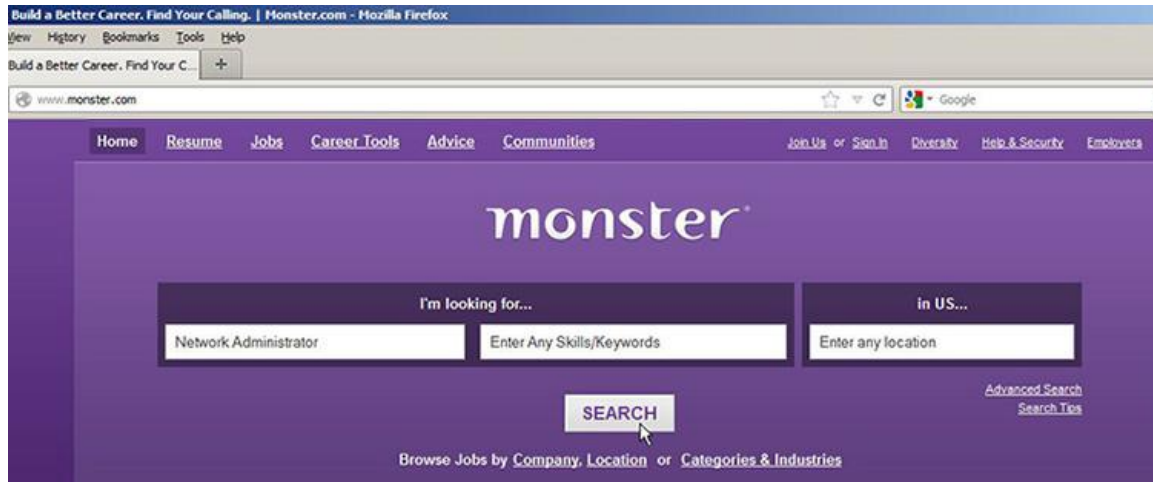 Build a Better Career. Find Your Calling. | Monster.com - Mozilla Firefox
View History Bookmarks Tools Help
Build a Better Career. Find Your C... +
www.monster.com Google
Home Resume Jobs Career Tools Advice Communities Join Us or Sign In Diversity Help & Security Employers
monster
I'm looking for... in US...
Network Administrator Enter Any Skills/Keywords Enter any location
Advanced Search
SEARCH Search Tips
Browse Jobs by Company, Location or Categories & Industries